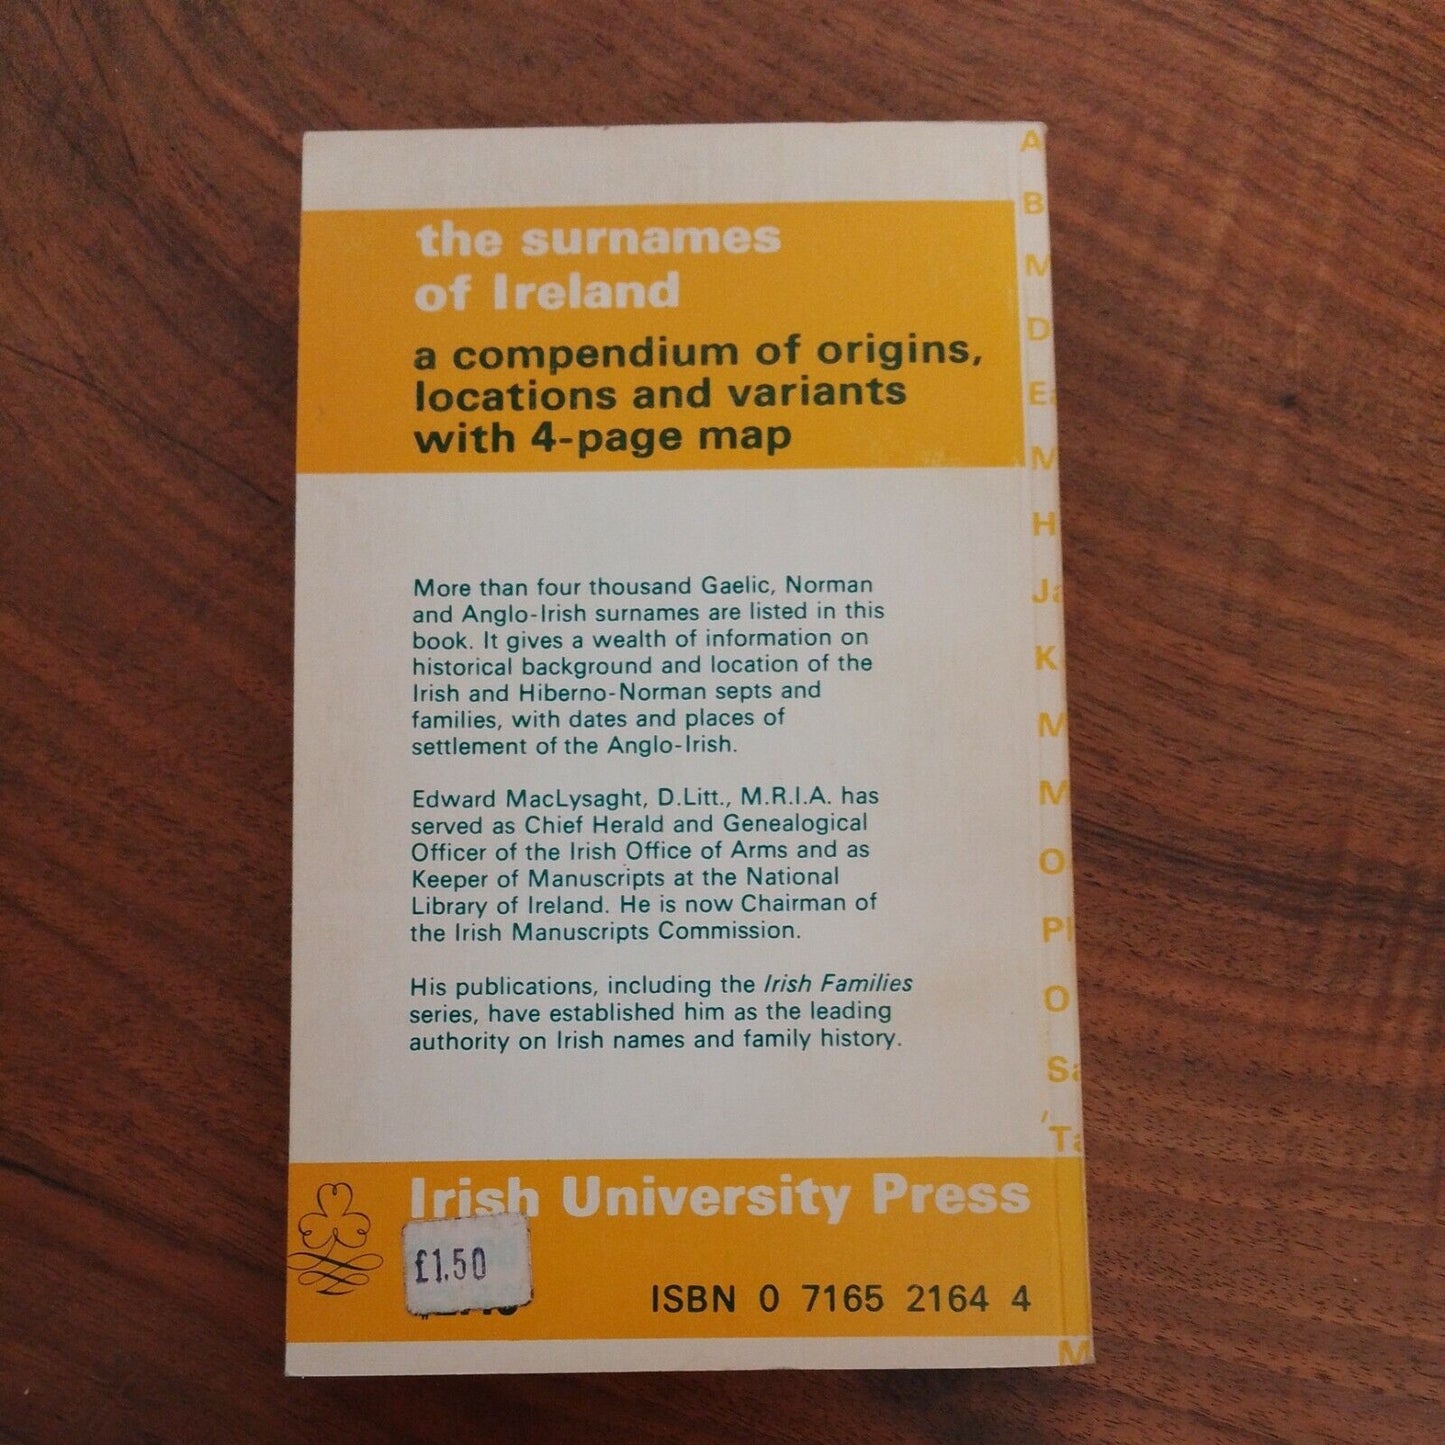 the surnames
of Ireland
a compendium of origins,
locations and variants
with 4-page map
More than four thousand Gaelic, Norman
and Anglo-Irish surnames are listed in this
book. It gives a wealth of information on
historical background and location of the
Irish and Hiberno-Norman septs and
families, with dates and places of
settlement of the Anglo-Irish.
Edward MacLysaght, D.Litt., M.R.I.A. has
served as Chief Herald and Genealogical
Officer of the Irish Office of Arms and as
Keeper of Manuscripts at the National
Library of Ireland. He is now Chairman of
the Irish Manuscripts Commission.
His publications, including the Irish Families
series, have established him as the leading
authority on Irish names and family history.
Irish University Press
£1.50
ISBN 0 7165 2164 4
A
B
M
D
Ea
M
H
Ja
K
M
M
O
Pl
O
Sa
'Ta
M